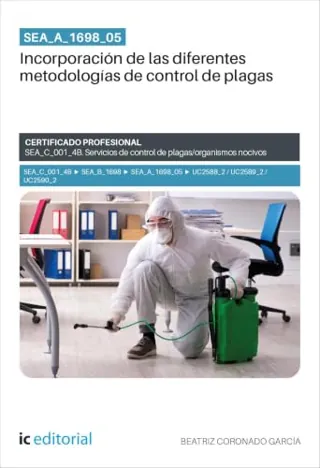 SEA_A_1698_05
Incorporación de las diferentes
metodologías de control de plagas
CERTIFICADO PROFESIONAL
SEA_C_001_4B. Servicios de control de plagas/organismos nocivos
SEA_C_001_4B ▶ SEA_B_1698 ▶ SEA_A_1698_05 ▶ UC2588_2 / UC2589_2 /
UC2590_2
ic editorial
BEATRIZ CORONADO GARCÍA